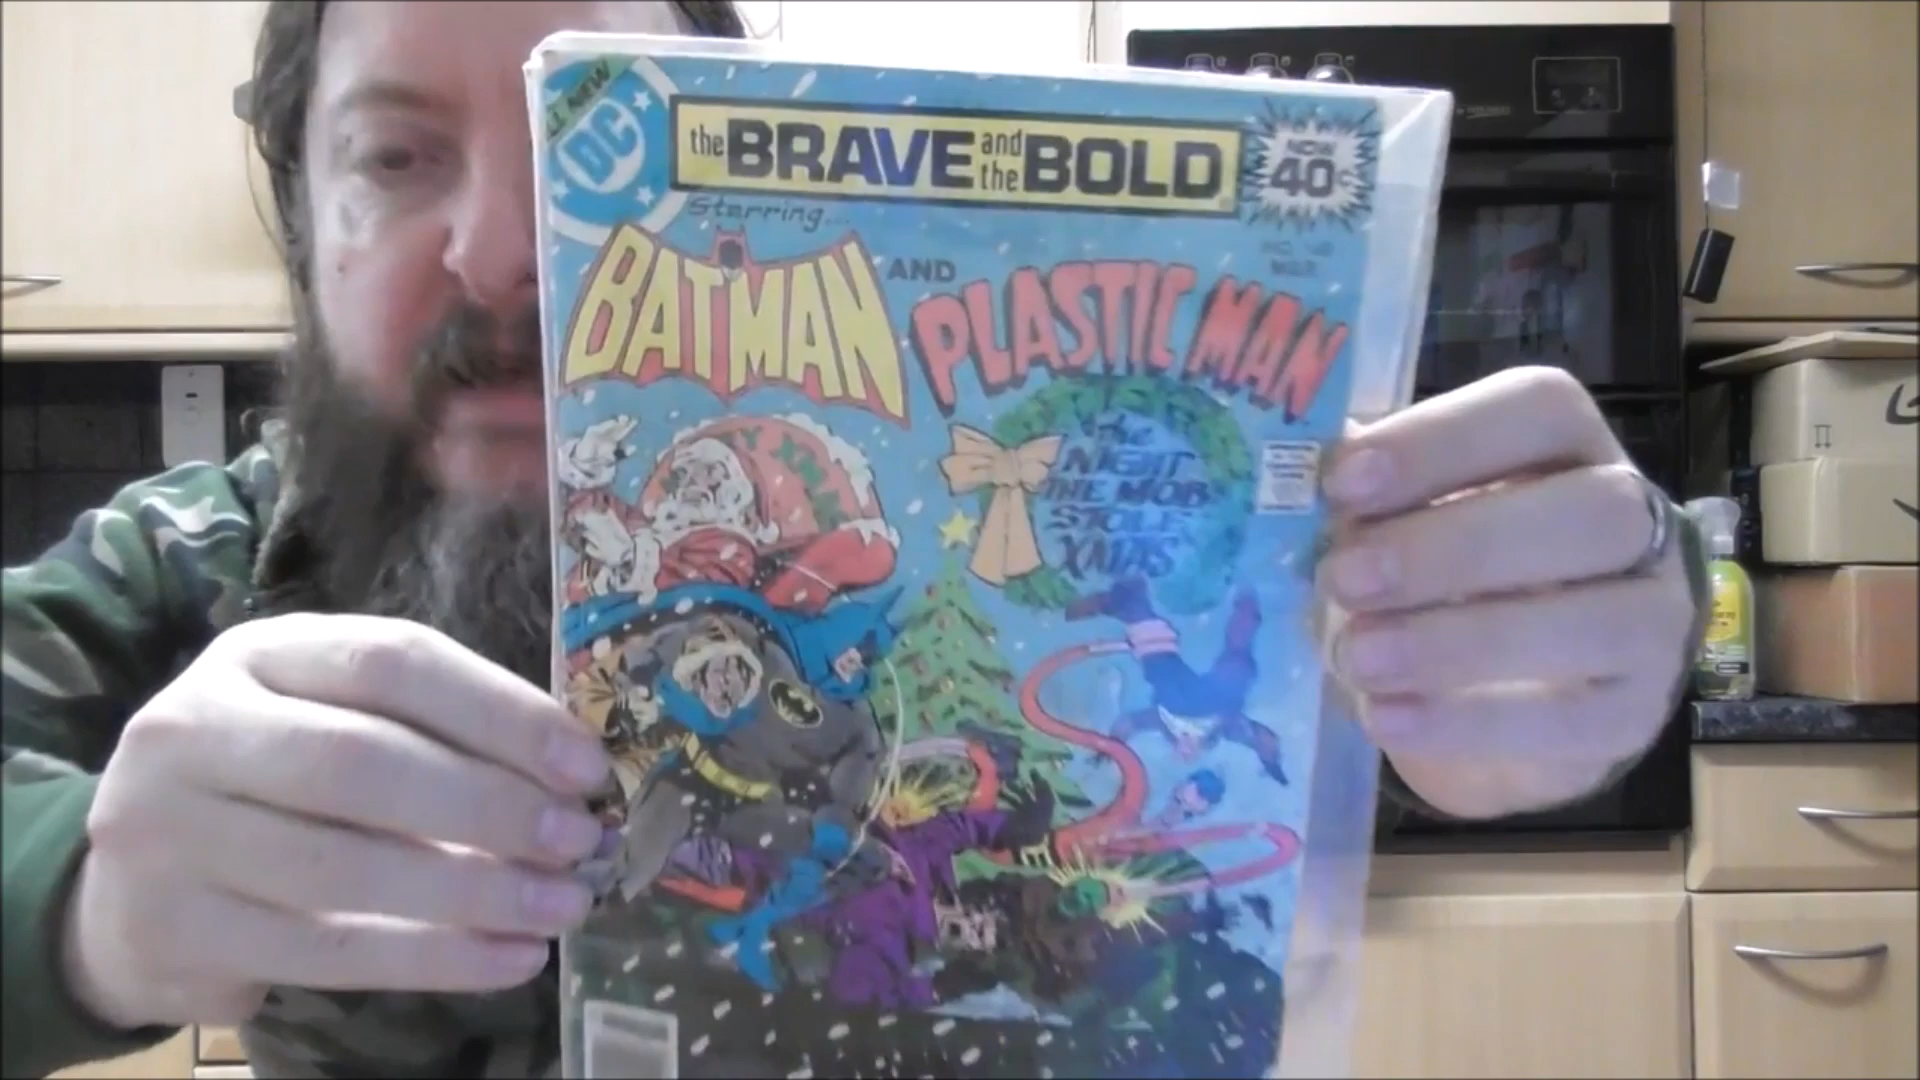 ALL NEW
DC
the BRAVE and the BOLD
NOW
40¢
Starring...
BATMAN AND PLASTIC MAN
MAR.
the
NIGHT
THE MOB
STOLE
XMAS